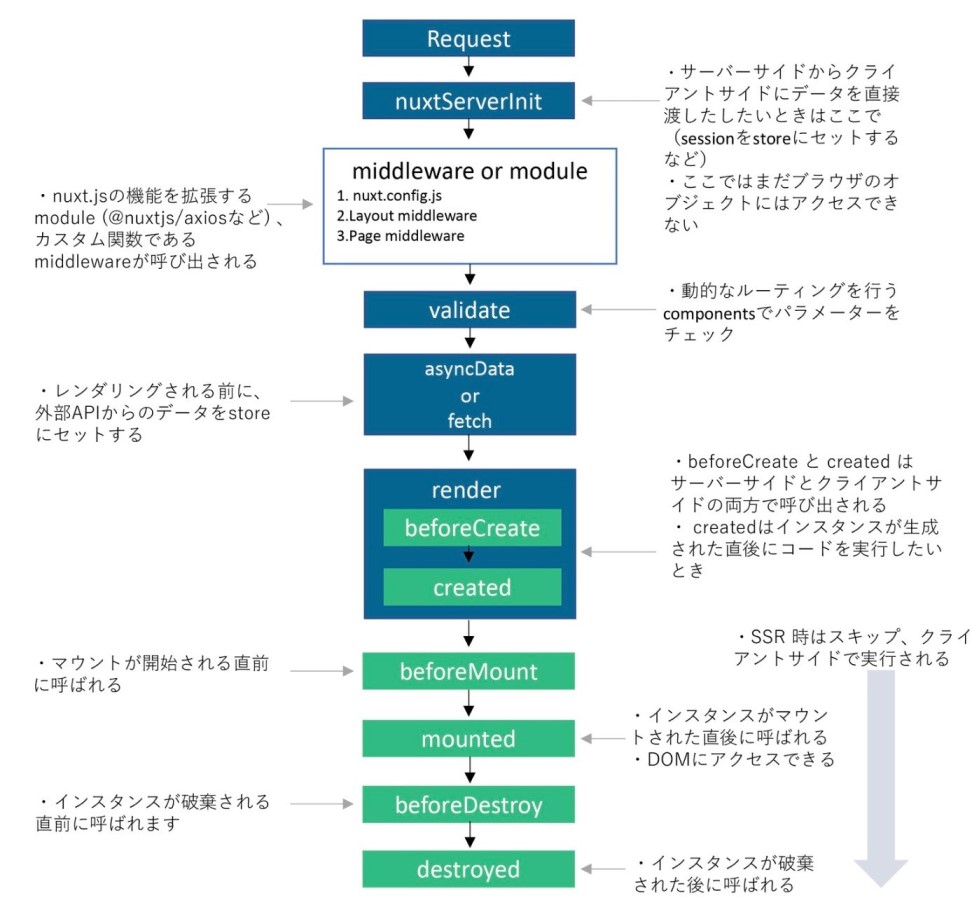 Request
nuxtServerInit
・サーバーサイドからクライ
アントサイドにデータを直接
渡したしたいときはここで
（sessionをstoreにセットする
など）
・ここではまだブラウザのオ
ブジェクトにはアクセスでき
ない
middleware or module
1. nuxt.config.js
2.Layout middleware
3.Page middleware
・nuxt.jsの機能を拡張する
module（@nuxtjs/axiosなど）、
カスタム関数である
middlewareが呼び出される
validate
・動的なルーティングを行う
componentsでパラメーターを
チェック
asyncData
or
fetch
・レンダリングされる前に、
外部APIからのデータをstore
にセットする
render
beforeCreate
created
・beforeCreate と created は
サーバーサイドとクライアントサ
イドの両方で呼び出される
・ createdはインスタンスが生成
された直後にコードを実行したい
とき
・SSR 時はスキップ、クライ
アントサイドで実行される
beforeMount
・マウントが開始される直前
に呼ばれる
mounted
・インスタンスがマウン
トされた直後に呼ばれる
・DOMにアクセスできる
beforeDestroy
・インスタンスが破棄される
直前に呼ばれます
destroyed
・インスタンスが破棄
された後に呼ばれる